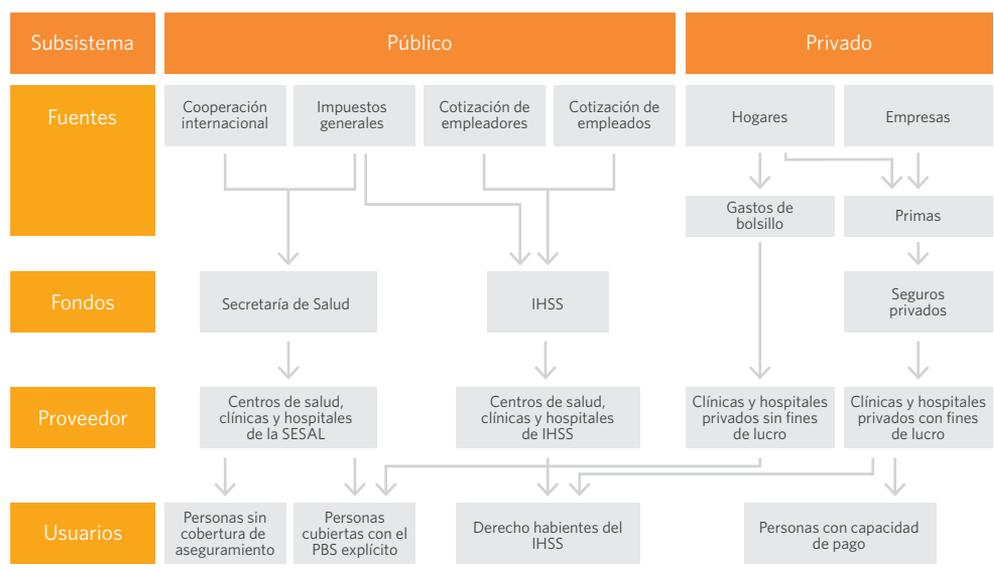 Subsistema
Público
Privado
Fuentes
Cooperación
internacional
Impuestos
generales
Cotización de
empleadores
Cotización de
empleados
Hogares
Empresas
Gastos de
bolsillo
Primas
Fondos
Secretaría de Salud
IHSS
Seguros
privados
Proveedor
Centros de salud,
clínicas y hospitales
de la SESAL
Centros de salud,
clínicas y hospitales
de IHSS
Clínicas y hospitales
privados sin fines
de lucro
Clínicas y hospitales
privados con fines
de lucro
Usuarios
Personas sin
cobertura de
aseguramiento
Personas
cubiertas con el
PBS explícito
Derecho habientes del
IHSS
Personas con capacidad
de pago